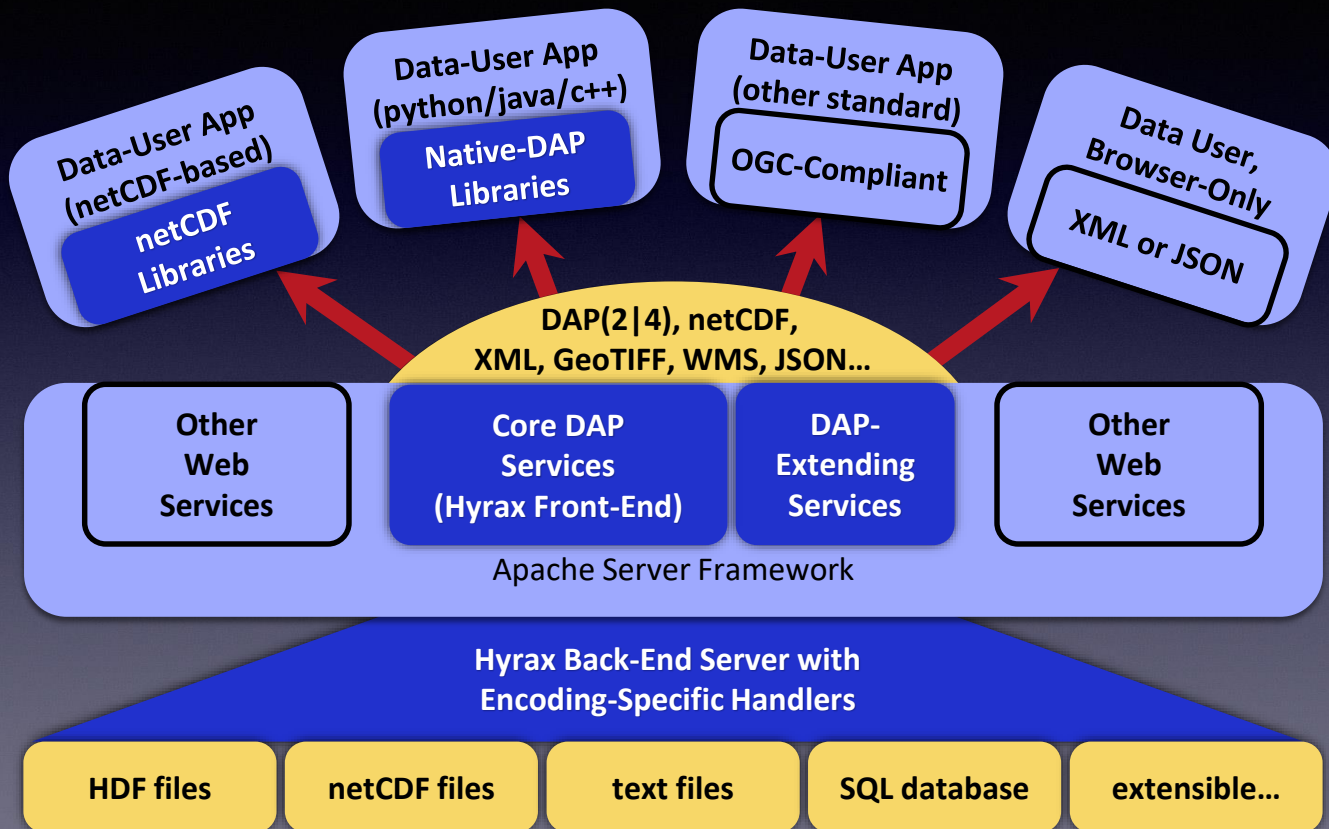 Data-User App
(netCDF-based)
netCDF
Libraries
Data-User App
(python/java/c++)
Native-DAP
Libraries
Data-User App
(other standard)
OGC-Compliant
Data User,
Browser-Only
XML or JSON
DAP(2|4), netCDF,
XML, GeoTIFF, WMS, JSON…
Other
Web
Services
Core DAP
Services
(Hyrax Front-End)
DAP-
Extending
Services
Other
Web
Services
Apache Server Framework
Hyrax Back-End Server with
Encoding-Specific Handlers
HDF files
netCDF files
text files
SQL database
extensible…